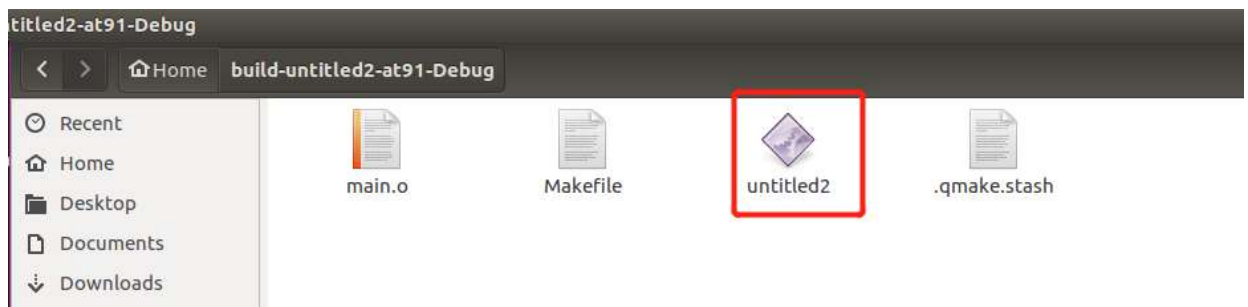 titled2-at91-Debug
Home build-untitled2-at91-Debug
Recent
Home
Desktop
Documents
Downloads
main.o Makefile untitled2 .qmake.stash